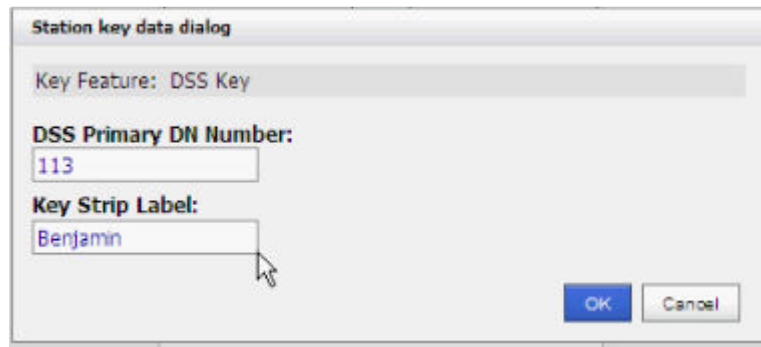 Station key data dialog
Key Feature: DSS Key
DSS Primary DN Number:
113
Key Strip Label:
Benjamin
OK Cancel